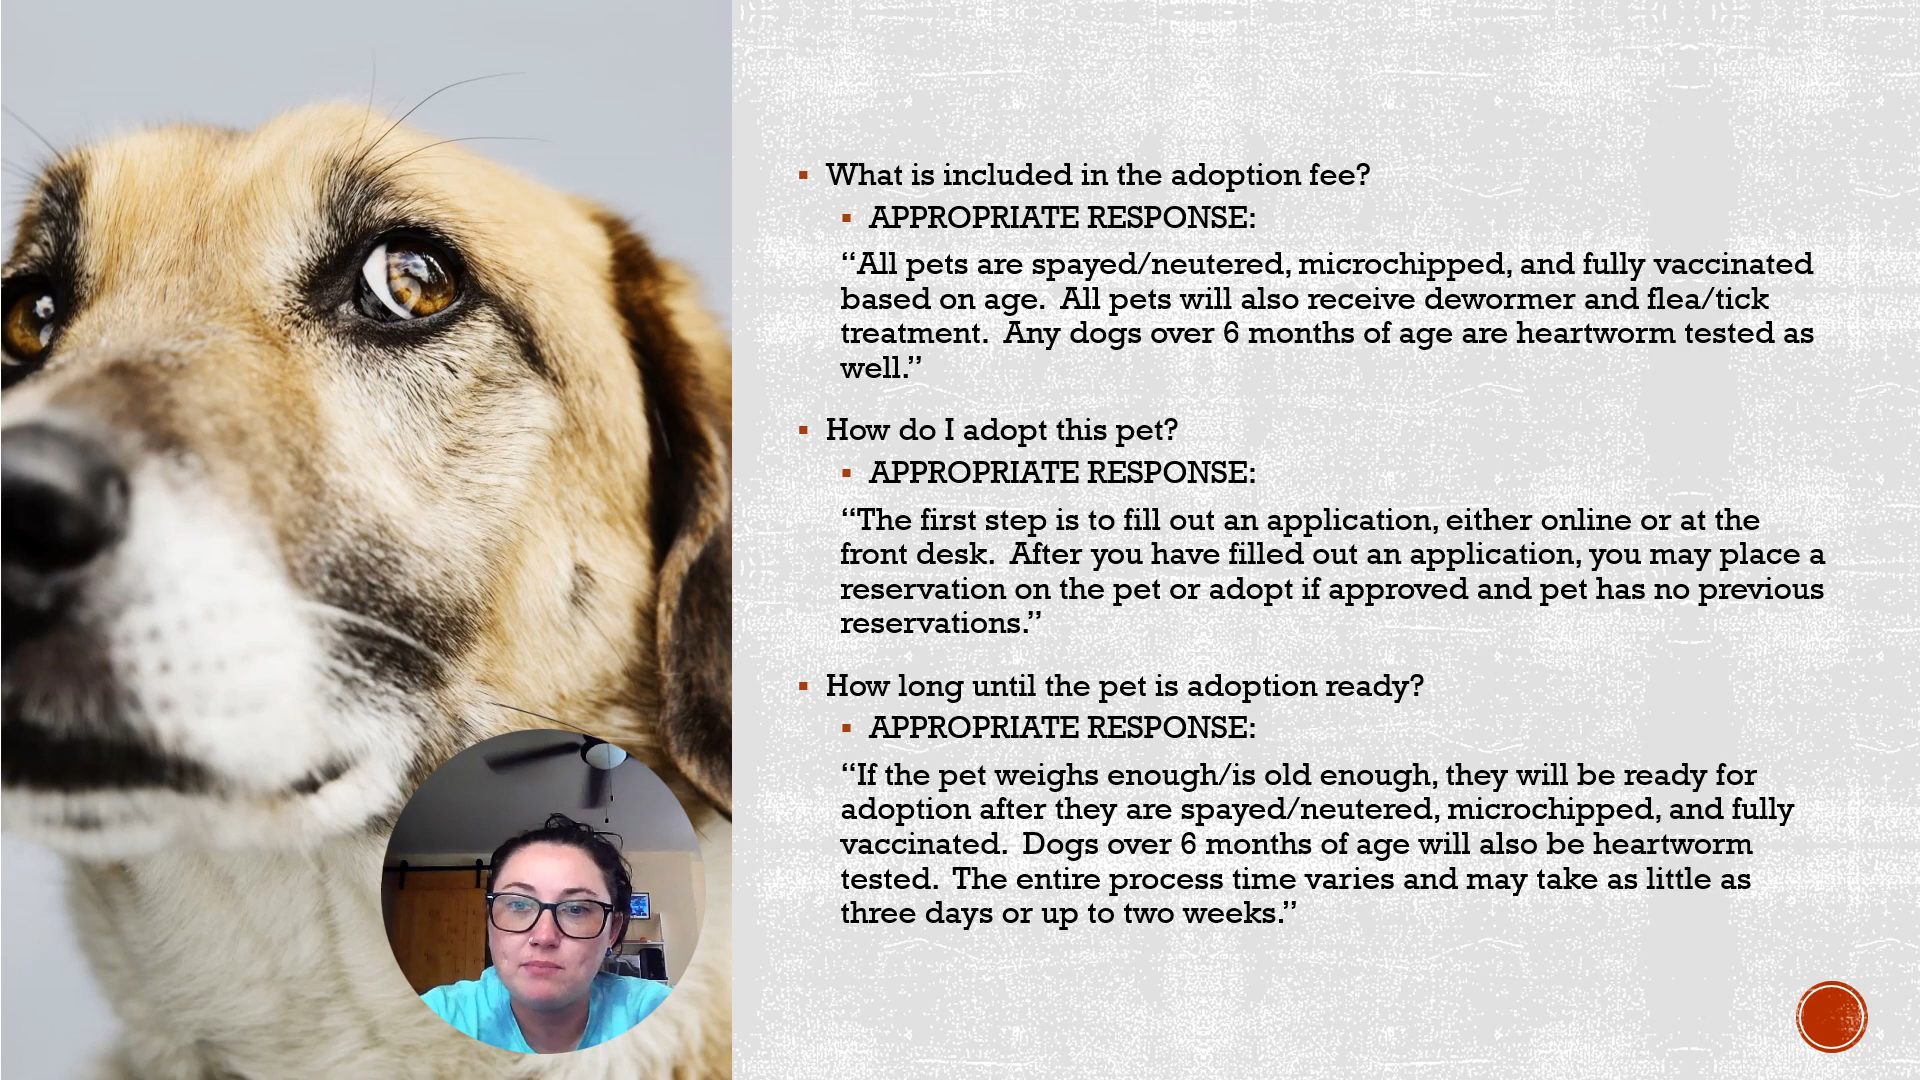 What is included in the adoption fee?
APPROPRIATE RESPONSE:
“All pets are spayed/neutered, microchipped, and fully vaccinated
based on age.  All pets will also receive dewormer and flea/tick
treatment.  Any dogs over 6 months of age are heartworm tested as
well.”
How do I adopt this pet?
APPROPRIATE RESPONSE:
“The first step is to fill out an application, either online or at the
front desk.  After you have filled out an application, you may place a
reservation on the pet or adopt if approved and pet has no previous
reservations.”
How long until the pet is adoption ready?
APPROPRIATE RESPONSE:
“If the pet weighs enough/is old enough, they will be ready for
adoption after they are spayed/neutered, microchipped, and fully
vaccinated.  Dogs over 6 months of age will also be heartworm
tested.  The entire process time varies and may take as little as
three days or up to two weeks.”